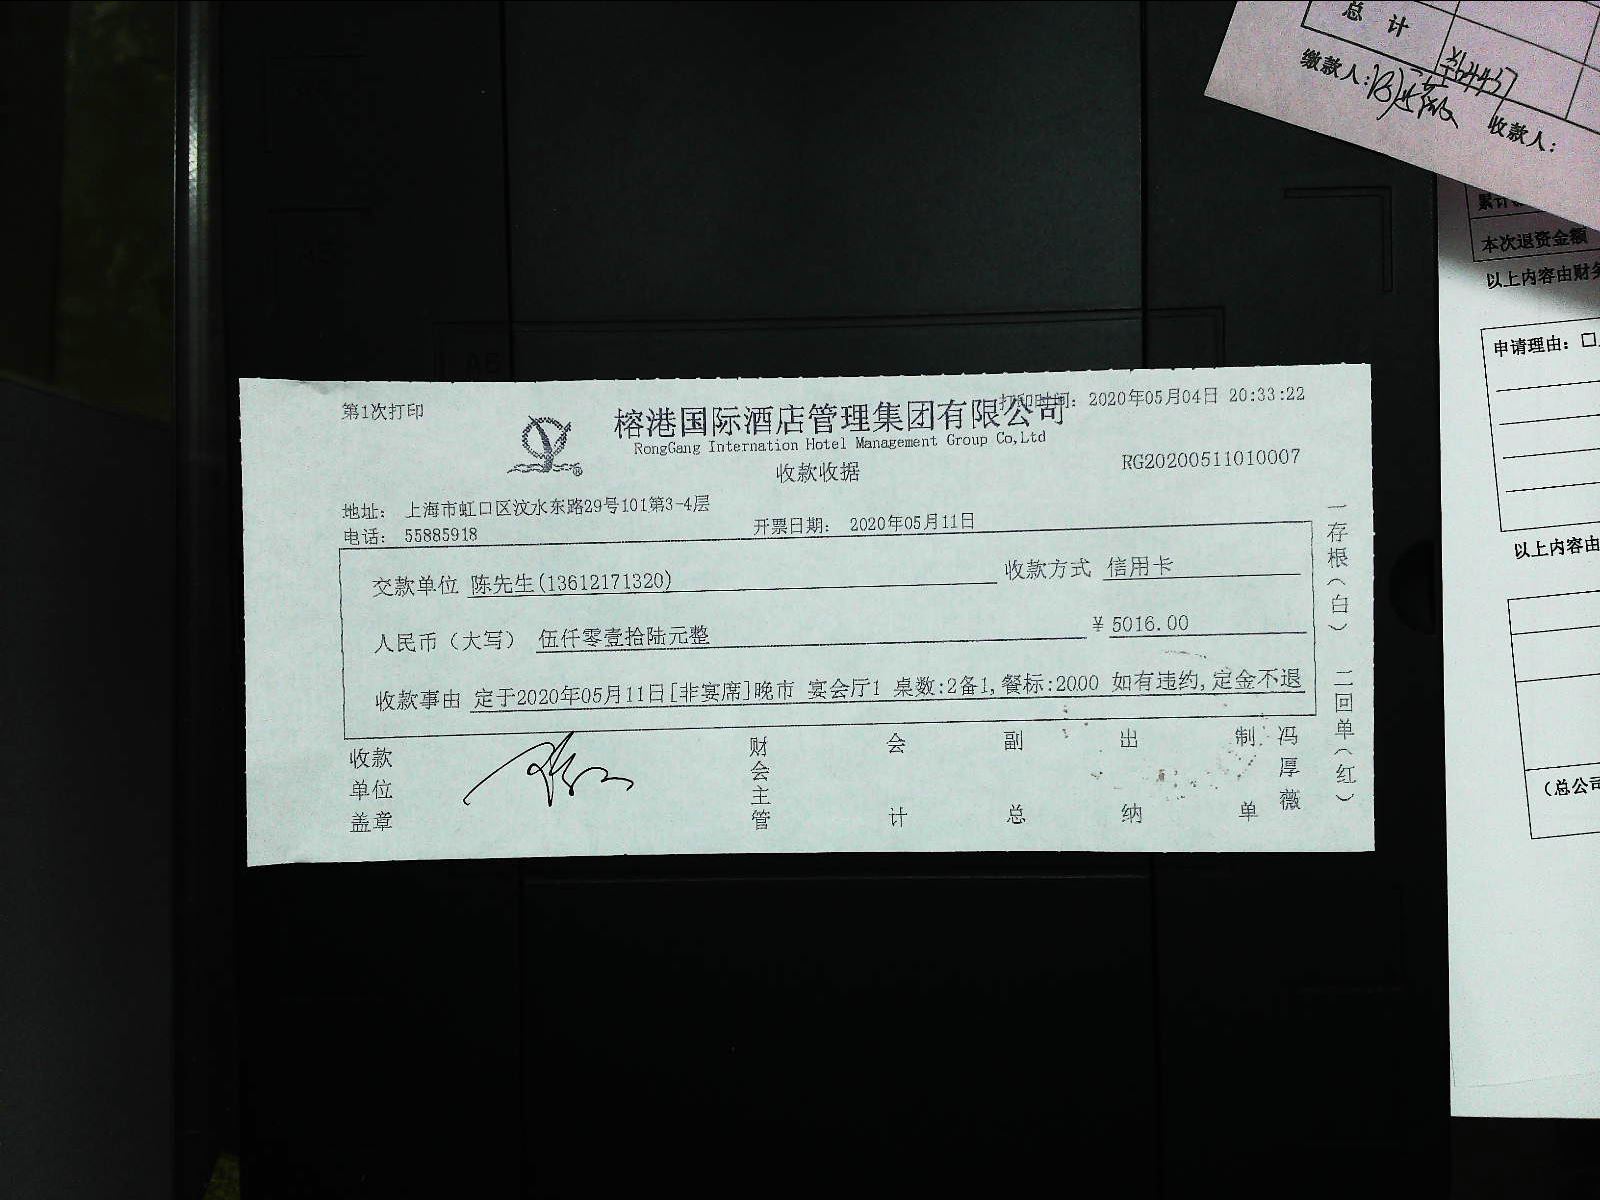 总 计
¥64437
缴款人:
收款人:
累计
本次退资金额
以上内容由财务
申请理由: □
以上内容由
(总公司
第1次打印
打印时间: 2020年05月04日 20:33:22
榕港国际酒店管理集团有限公司
RongGang Internation Hotel Management Group Co,Ltd
收款收据
RG20200511010007
地址: 上海市虹口区汶水东路29号101第3-4层
电话: 55885918
开票日期: 2020年05月11日
交款单位 陈先生(13612171320)
收款方式 信用卡
人民币(大写) 伍仟零壹拾陆元整
¥ 5016.00
收款事由 定于2020年05月11日[非宴席]晚市 宴会厅1 桌数:2备1,餐标:2000 如有违约,定金不退
收款单位盖章
财会主管
会计
副总
出纳
制单
冯厚薇
一存根(白) 二回单(红)